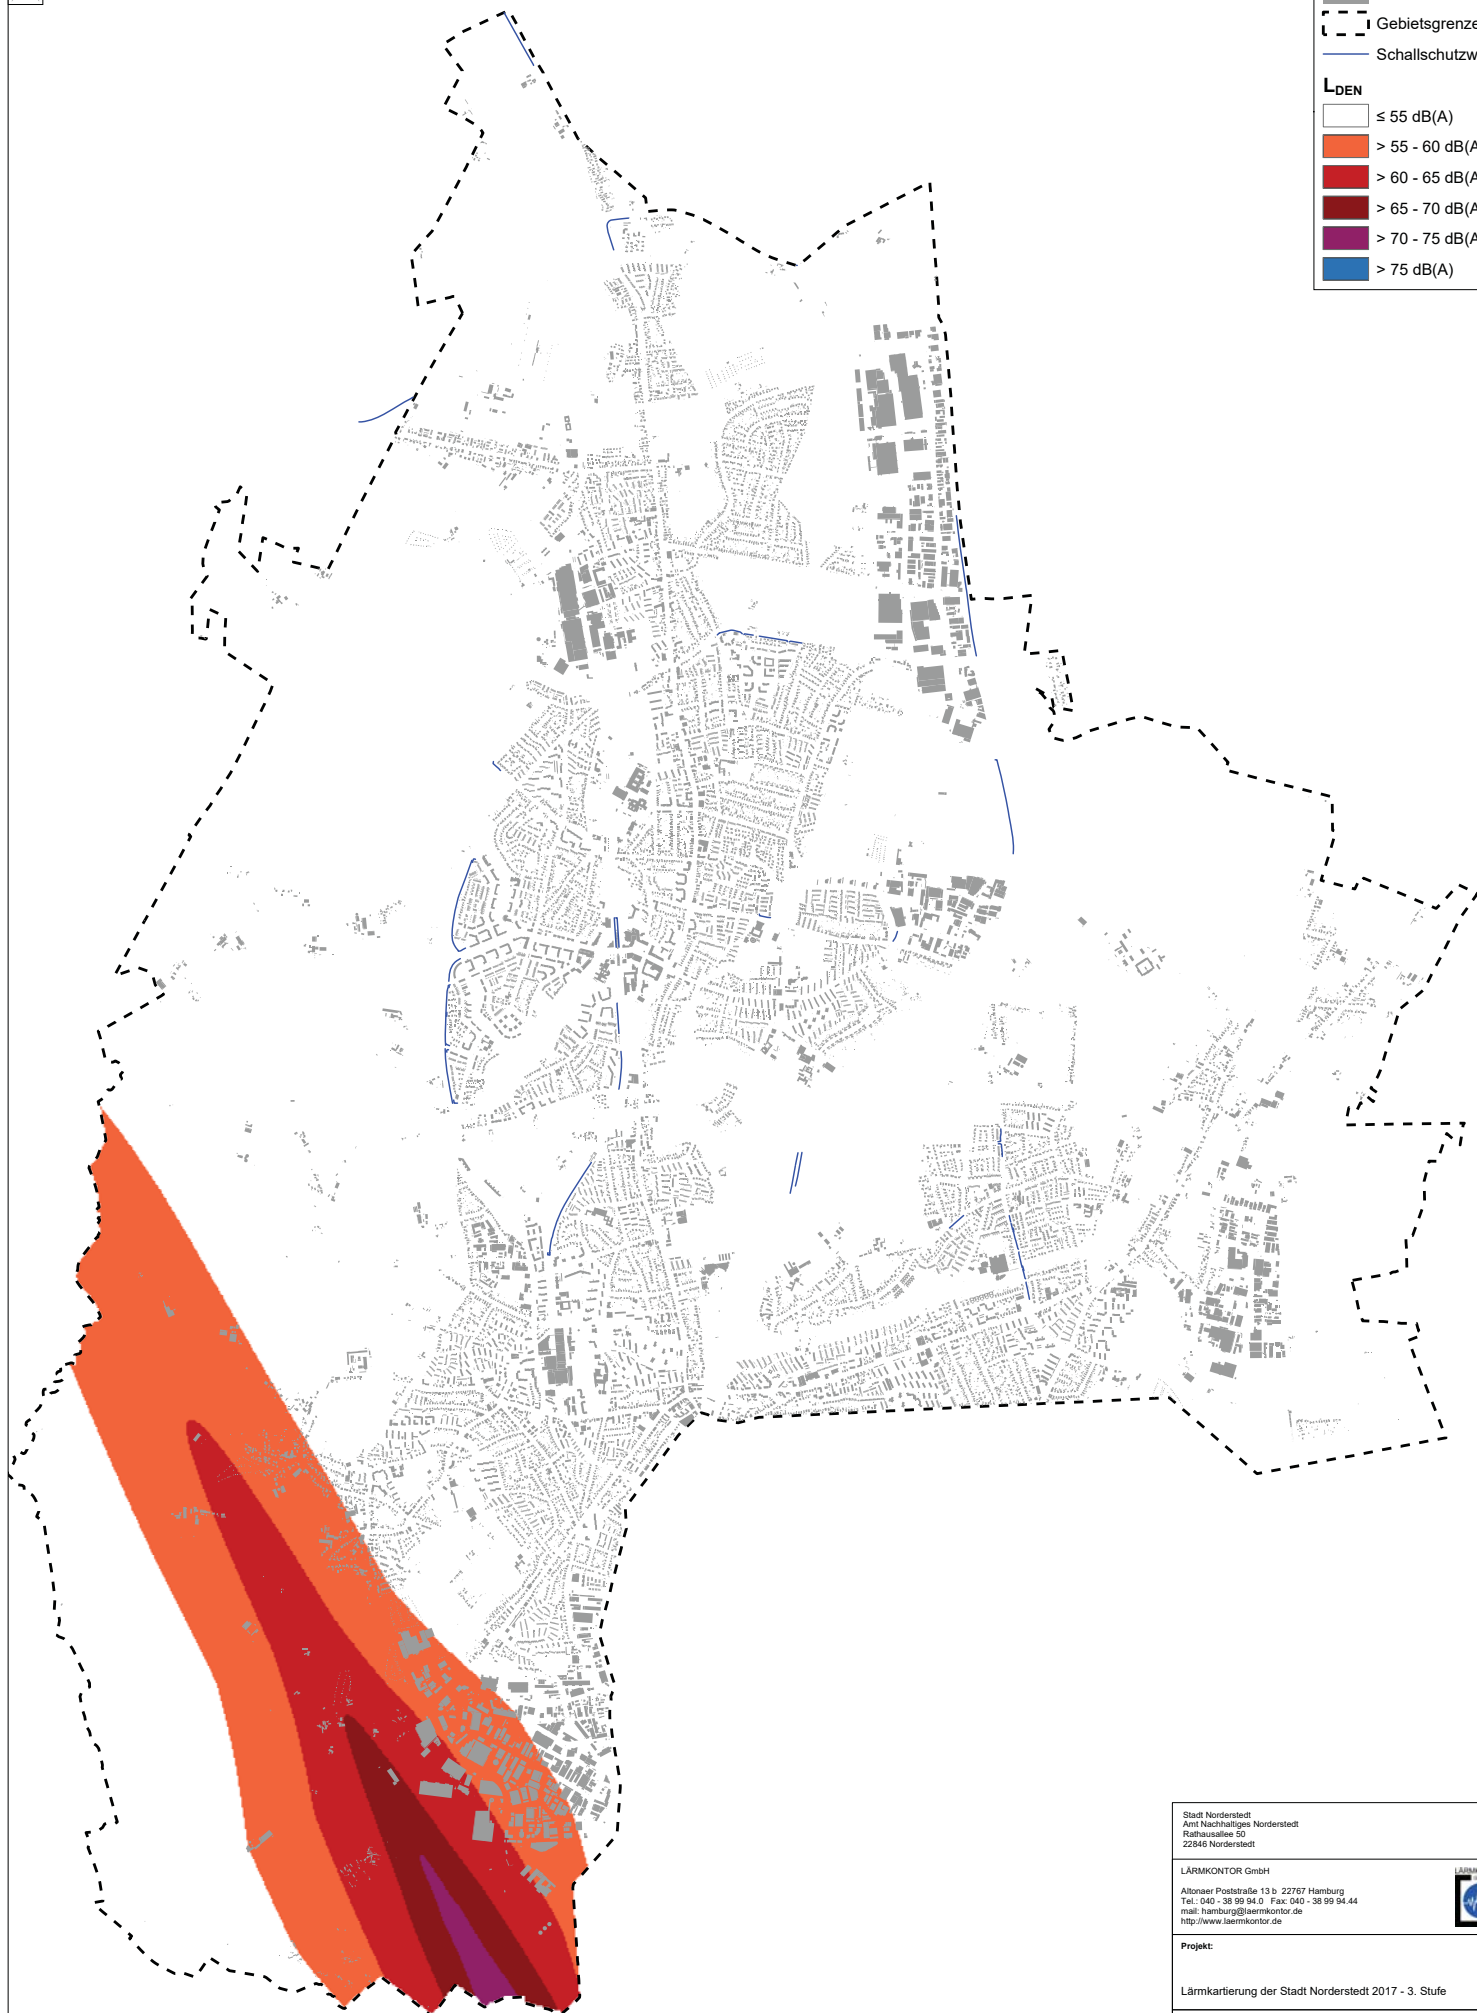 Gebietsgrenze
Schallschutzw
LDEN
≤ 55 dB(A)
> 55 - 60 dB(A
> 60 - 65 dB(A
> 65 - 70 dB(A
> 70 - 75 dB(A
> 75 dB(A)
Stadt Norderstedt
Amt Nachhaltiges Norderstedt
Rathausallee 50
22846 Norderstedt
LÄRMKONTOR GmbH
Altonaer Poststraße 13 b 22767 Hamburg
Tel.: 040 - 38 99 94.0 Fax: 040 - 38 99 94.44
mail: hamburg@laermkontor.de
http://www.laermkontor.de
Projekt:
Lärmkartierung der Stadt Norderstedt 2017 - 3. Stufe